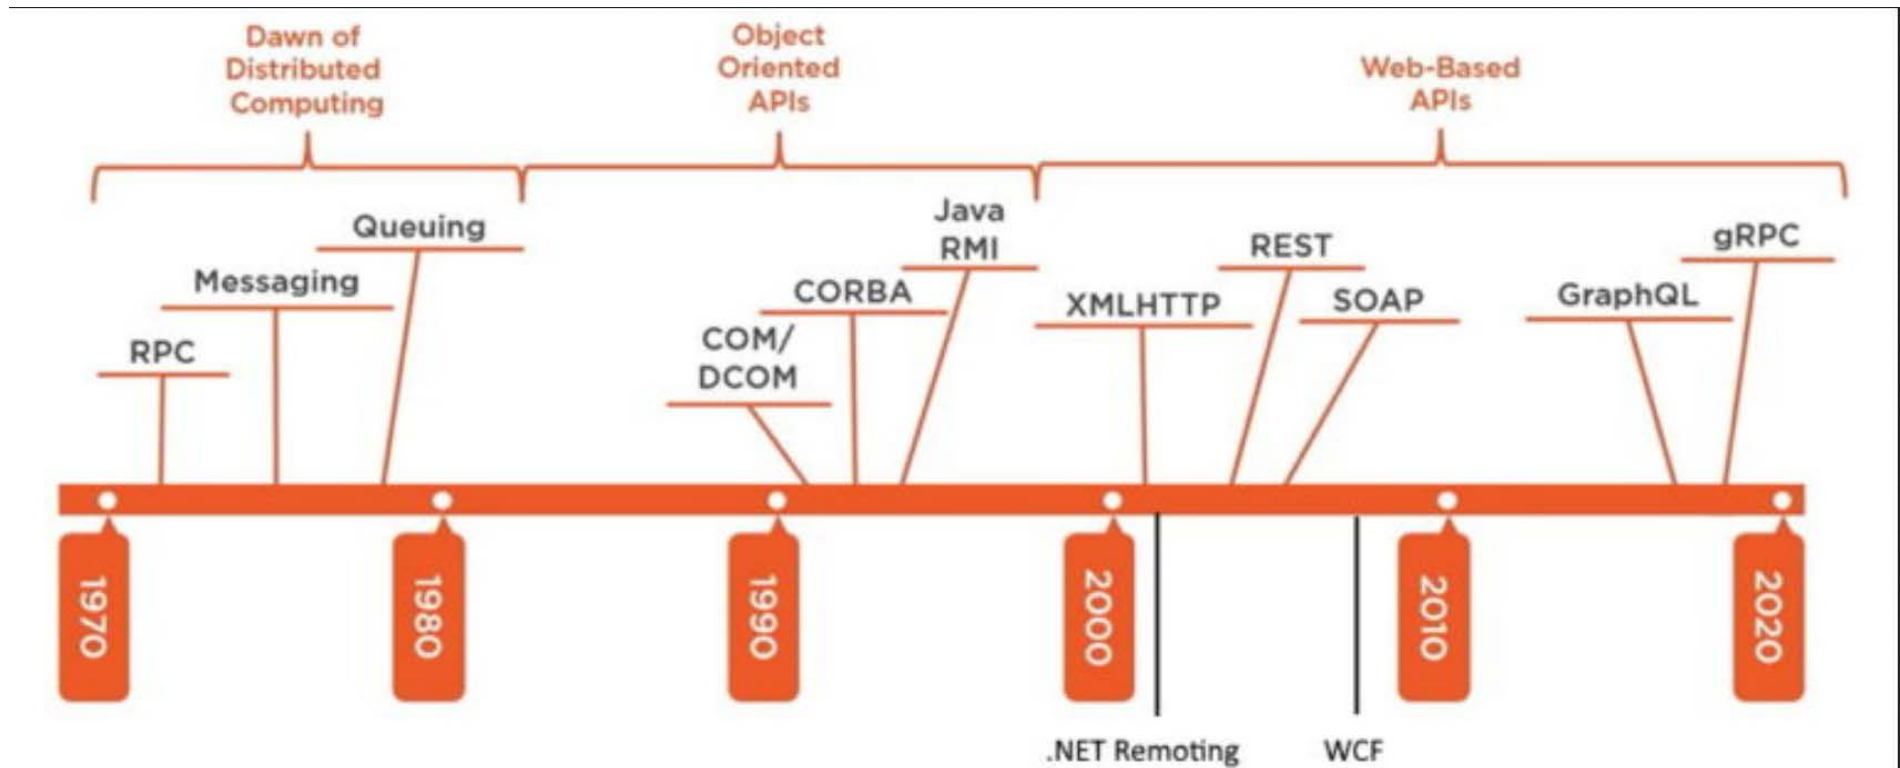 Dawn of
Distributed
Computing
Object
Oriented
APIs
Web-Based
APIs
RPC
Messaging
Queuing
COM/
DCOM
CORBA
Java
RMI
XMLHTTP
REST
SOAP
GraphQL
gRPC
1970
1980
1990
2000
2010
2020
.NET Remoting
WCF